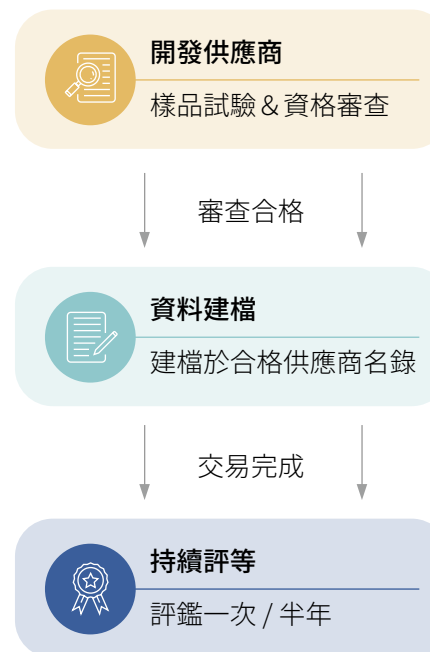 開發供應商
樣品試驗＆資格審查
審查合格
資料建檔
建檔於合格供應商名錄
交易完成
持續評等
評鑑一次 / 半年